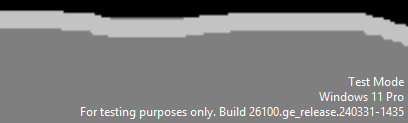 Test Mode
Windows 11 Pro
For testing purposes only. Build 26100.ge_release.240331-1435